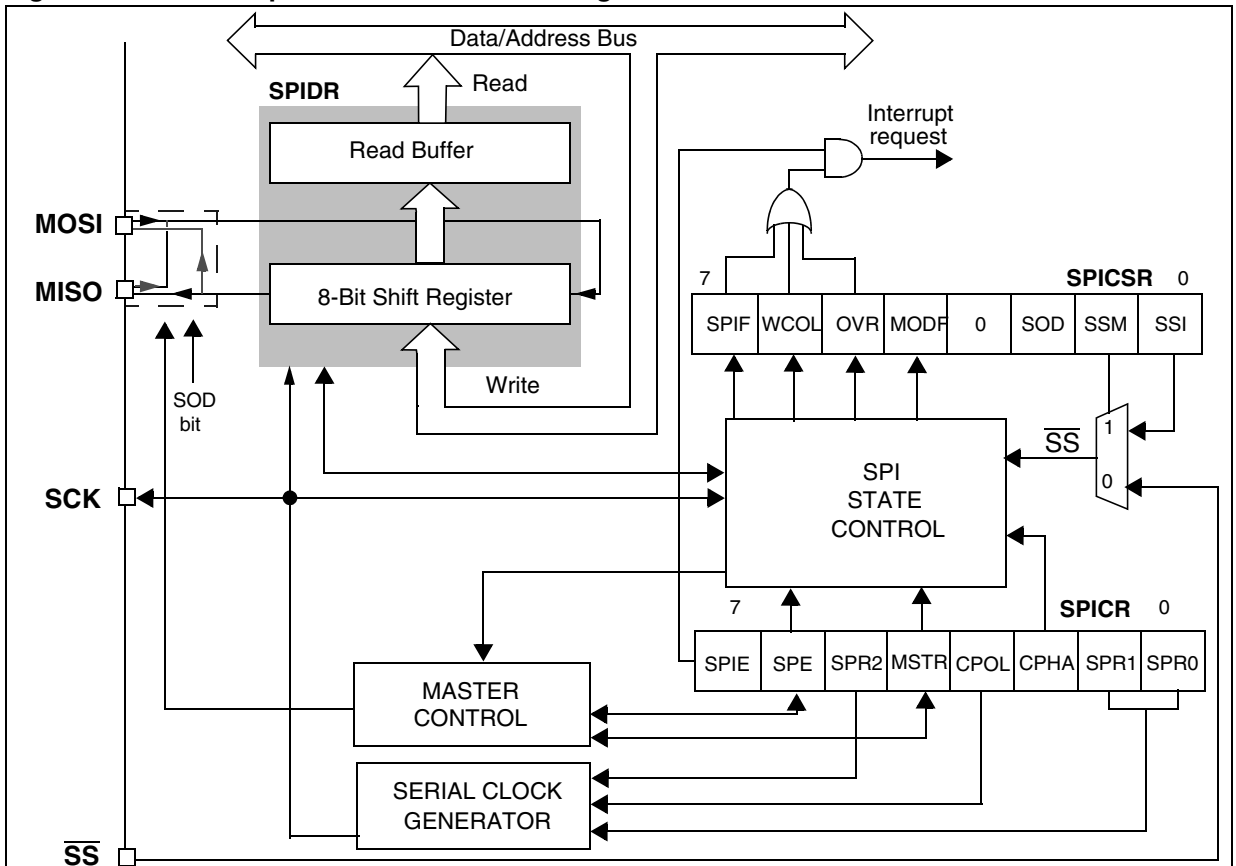 Data/Address Bus
SPIDR
Read
Read Buffer
Interrupt
request
MOSI
MISO
8-Bit Shift Register
Write
SOD
bit
7
SPICSR
0
SPIF
WCOL
OVR
MODF
0
SOD
SSM
SSI
1
SS
0
SCK
SPI
STATE
CONTROL
7
SPICR
0
SPIE
SPE
SPR2
MSTR
CPOL
CPHA
SPR1
SPR0
MASTER
CONTROL
SERIAL CLOCK
GENERATOR
SS